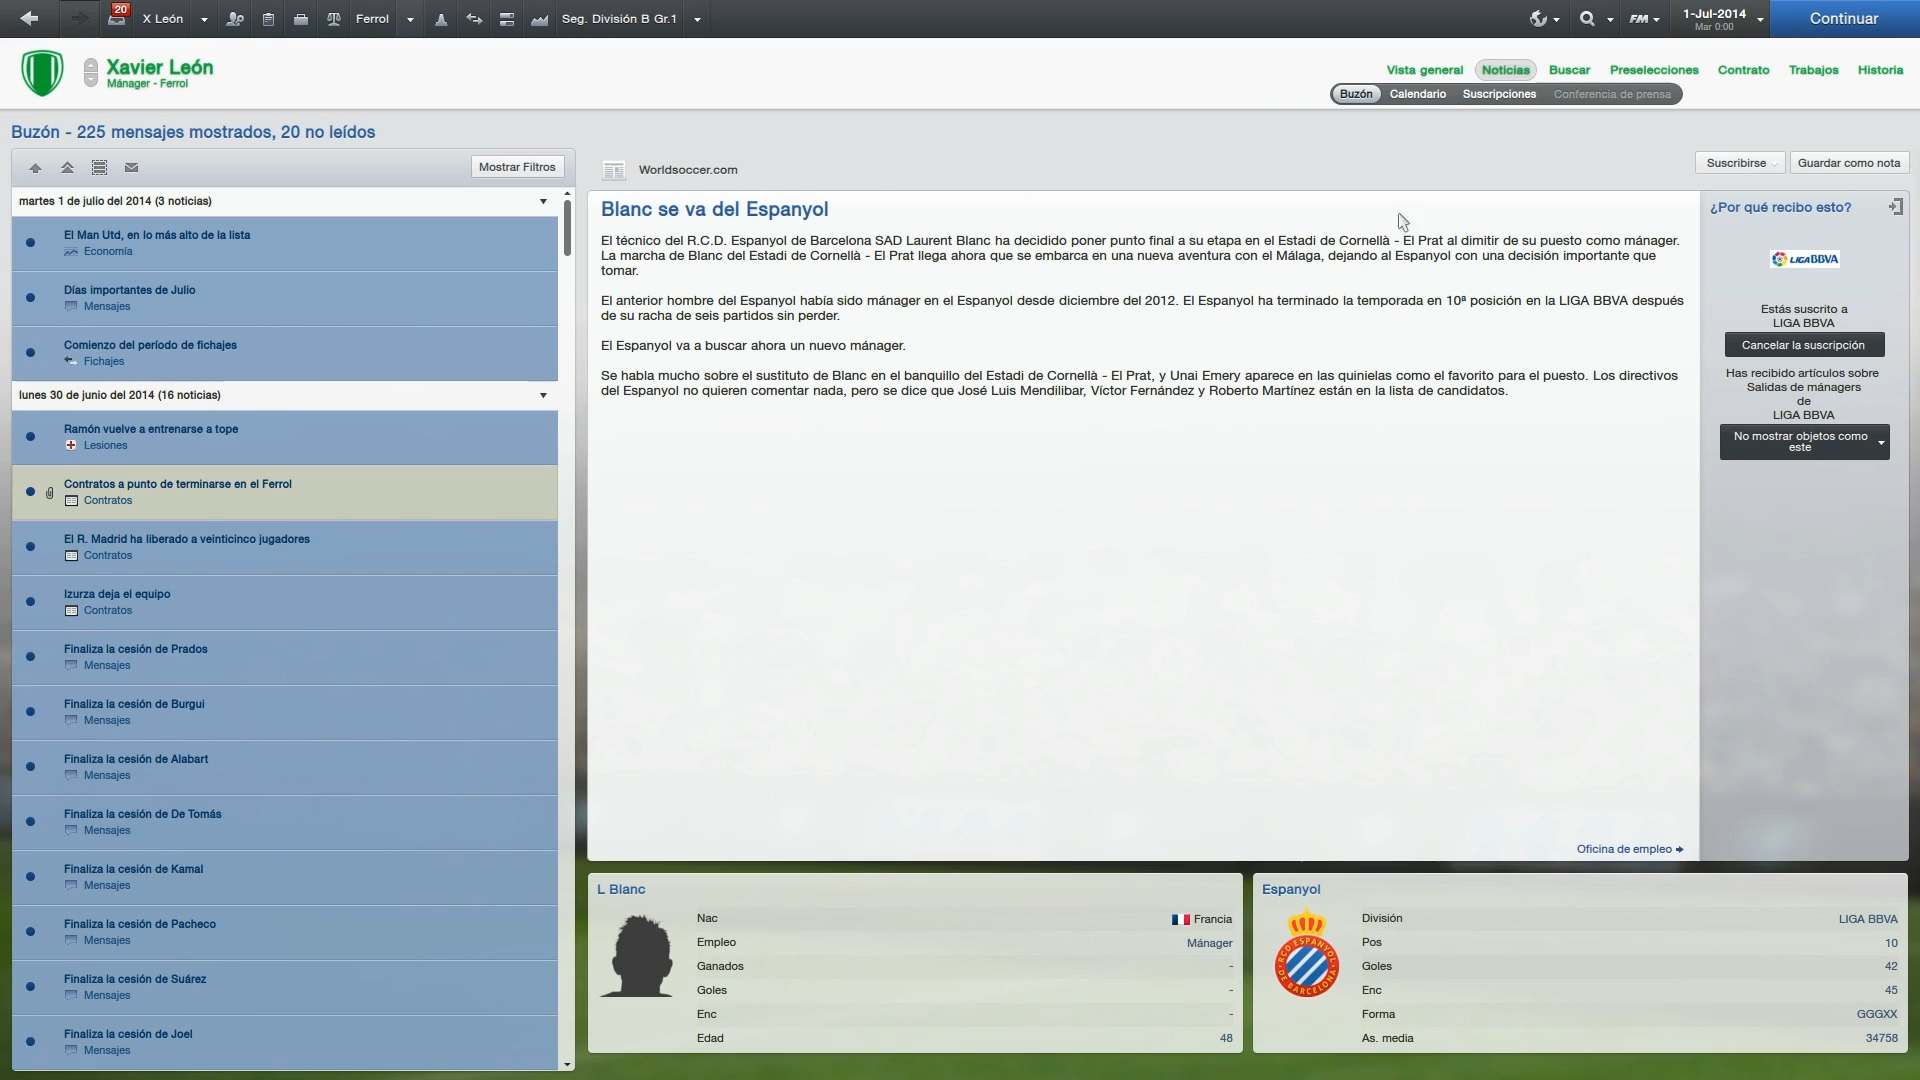 20
X León
Ferrol
Seg. División B Gr.1
FM
1-Jul-2014
Mar 0:00
Continuar
Xavier León
Mánager - Ferrol
Vista general
Noticias
Buscar
Preselecciones
Contrato
Trabajos
Historia
Buzón
Calendario
Suscripciones
Conferencia de prensa
Buzón - 225 mensajes mostrados, 20 no leídos
Mostrar Filtros
martes 1 de julio del 2014 (3 noticias)
El Man Utd, en lo más alto de la lista
Economía
Días importantes de Julio
Mensajes
Comienzo del período de fichajes
Fichajes
lunes 30 de junio del 2014 (16 noticias)
Ramón vuelve a entrenarse a tope
Lesiones
Contratos a punto de terminarse en el Ferrol
Contratos
El R. Madrid ha liberado a veinticinco jugadores
Contratos
Izurza deja el equipo
Contratos
Finaliza la cesión de Prados
Mensajes
Finaliza la cesión de Burgui
Mensajes
Finaliza la cesión de Alabart
Mensajes
Finaliza la cesión de De Tomás
Mensajes
Finaliza la cesión de Kamal
Mensajes
Finaliza la cesión de Pacheco
Mensajes
Finaliza la cesión de Suárez
Mensajes
Finaliza la cesión de Joel
Mensajes
Worldsoccer.com
Suscribirse
Guardar como nota
Blanc se va del Espanyol
El técnico del R.C.D. Espanyol de Barcelona SAD Laurent Blanc ha decidido poner punto final a su etapa en el Estadi de Cornellà - El Prat al dimitir de su puesto como mánager.
La marcha de Blanc del Estadi de Cornellà - El Prat llega ahora que se embarca en una nueva aventura con el Málaga, dejando al Espanyol con una decisión importante que
tomar.
El anterior hombre del Espanyol había sido mánager en el Espanyol desde diciembre del 2012. El Espanyol ha terminado la temporada en 10ª posición en la LIGA BBVA después
de su racha de seis partidos sin perder.
El Espanyol va a buscar ahora un nuevo mánager.
Se habla mucho sobre el sustituto de Blanc en el banquillo del Estadi de Cornellà - El Prat, y Unai Emery aparece en las quinielas como el favorito para el puesto. Los directivos
del Espanyol no quieren comentar nada, pero se dice que José Luis Mendilibar, Víctor Fernández y Roberto Martínez están en la lista de candidatos.
Oficina de empleo
¿Por qué recibo esto?
LIGA BBVA
Estás suscrito a
LIGA BBVA
Cancelar la suscripción
Has recibido artículos sobre
Salidas de mánagers
de
LIGA BBVA
No mostrar objetos como
este
L Blanc
Nac Francia
Empleo Mánager
Ganados -
Goles -
Enc -
Edad 48
Espanyol
RCD ESPANYOL
DE BARCELONA
División LIGA BBVA
Pos 10
Goles 42
Enc 45
Forma GGGXX
As. media 34758